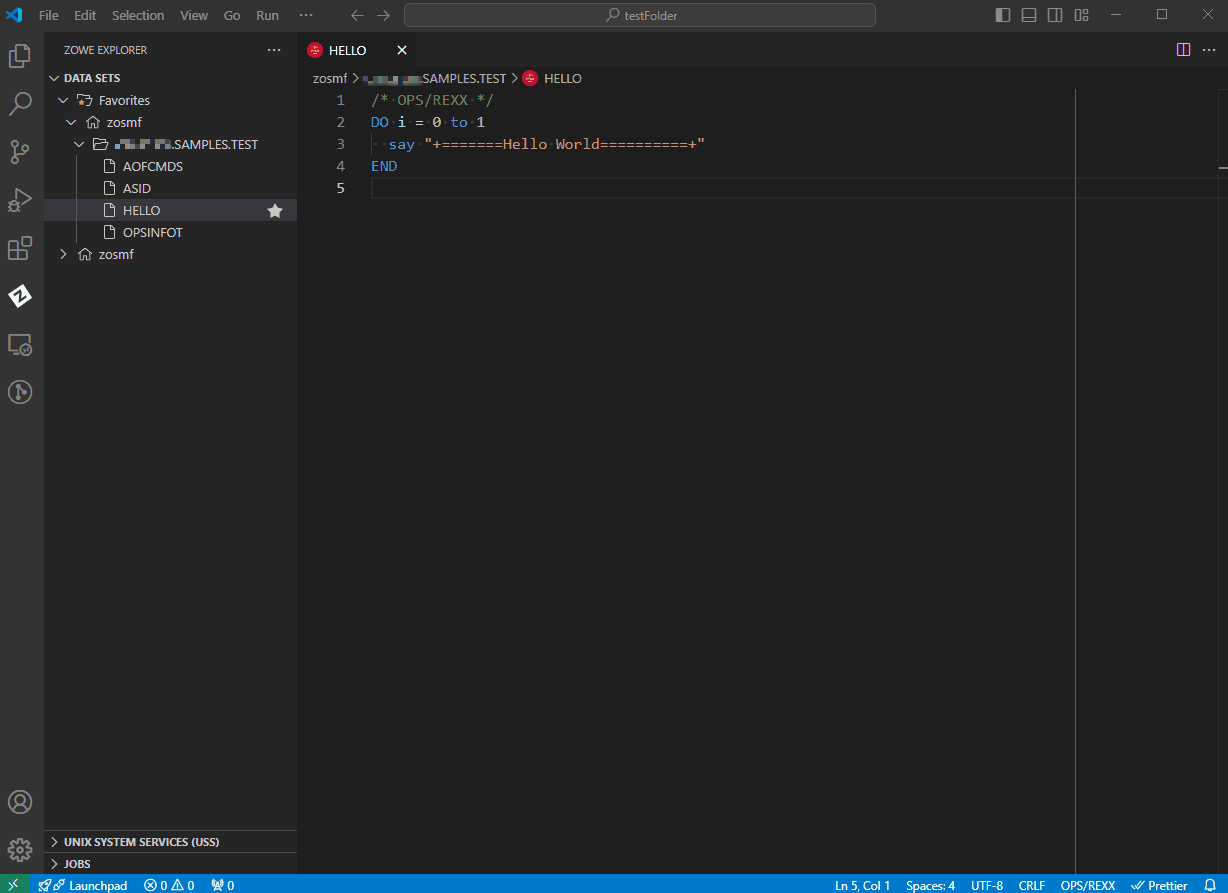 File Edit Selection View Go Run ···
testFolder
ZOWE EXPLORER ···
DATA SETS
Favorites
zosmf
.SAMPLES.TEST
AOFCMDS
ASID
HELLO
OPSINFOT
zosmf
UNIX SYSTEM SERVICES (USS)
JOBS
HELLO
zosmf > .SAMPLES.TEST > HELLO
1 /* OPS/REXX */
2 DO i = 0 to 1
3 say "+=======Hello World==========+"
4 END
5
Launchpad 0 0 0
Ln 5, Col 1 Spaces: 4 UTF-8 CRLF OPS/REXX Prettier